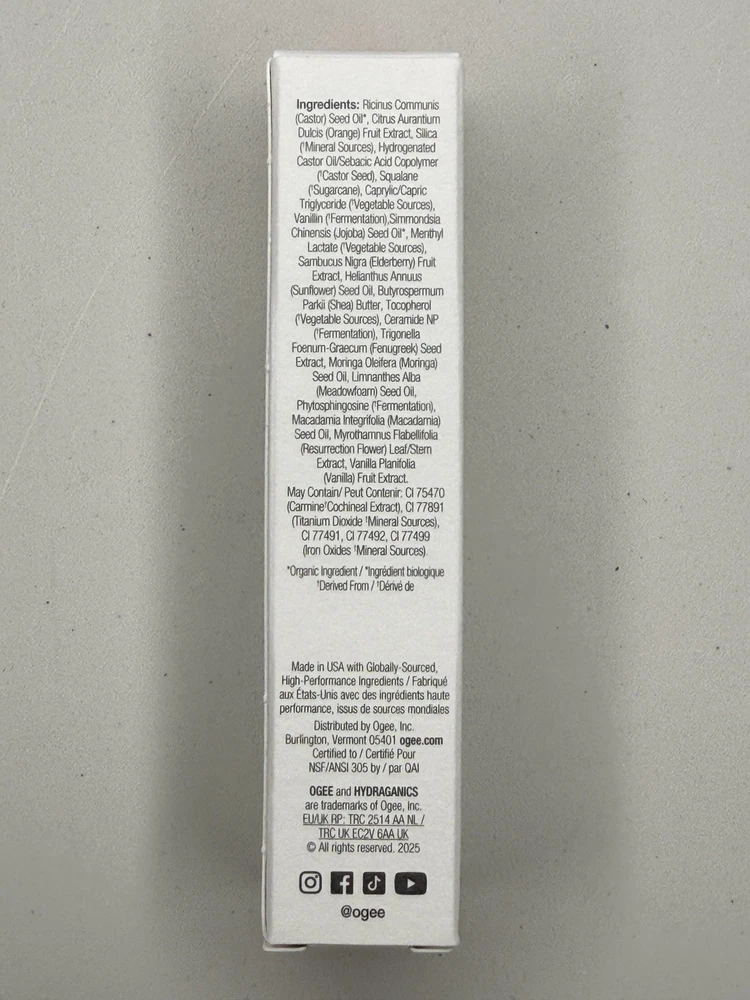 Ingredients: Ricinus Communis
(Castor) Seed Oil*, Citrus Aurantium
Dulcis (Orange) Fruit Extract, Silica
(†Mineral Sources), Hydrogenated
Castor Oil/Sebacic Acid Copolymer
(†Castor Seed), Squalane
(†Sugarcane), Caprylic/Capric
Triglyceride (†Vegetable Sources),
Vanillin (†Fermentation),Simmondsia
Chinensis (Jojoba) Seed Oil*, Menthyl
Lactate (†Vegetable Sources),
Sambucus Nigra (Elderberry) Fruit
Extract, Helianthus Annuus
(Sunflower) Seed Oil, Butyrospermum
Parkii (Shea) Butter, Tocopherol
(†Vegetable Sources), Ceramide NP
(†Fermentation), Trigonella
Foenum-Graecum (Fenugreek) Seed
Extract, Moringa Oleifera (Moringa)
Seed Oil, Limnanthes Alba
(Meadowfoam) Seed Oil,
Phytosphingosine (†Fermentation),
Macadamia Integrifolia (Macadamia)
Seed Oil, Myrothamnus Flabellifolia
(Resurrection Flower) Leaf/Stem
Extract, Vanilla Planifolia
(Vanilla) Fruit Extract.
May Contain/ Peut Contenir: CI 75470
(Carmine†Cochineal Extract), CI 77891
(Titanium Dioxide †Mineral Sources),
CI 77491, CI 77492, CI 77499
(Iron Oxides †Mineral Sources).
*Organic Ingredient / *Ingrédient biologique
†Derived From / †Dérivé de
Made in USA with Globally-Sourced,
High-Performance Ingredients / Fabriqué
aux États-Unis avec des ingrédients haute
performance, issus de sources mondiales
Distributed by Ogee, Inc.
Burlington, Vermont 05401 ogee.com
Certified to / Certifié Pour
NSF/ANSI 305 by / par QAI
OGEE and HYDRAGANICS
are trademarks of Ogee, Inc.
EU/UK RP: TRC 2514 AA NL /
TRC UK EC2V 6AA UK
© All rights reserved. 2025
@ogee